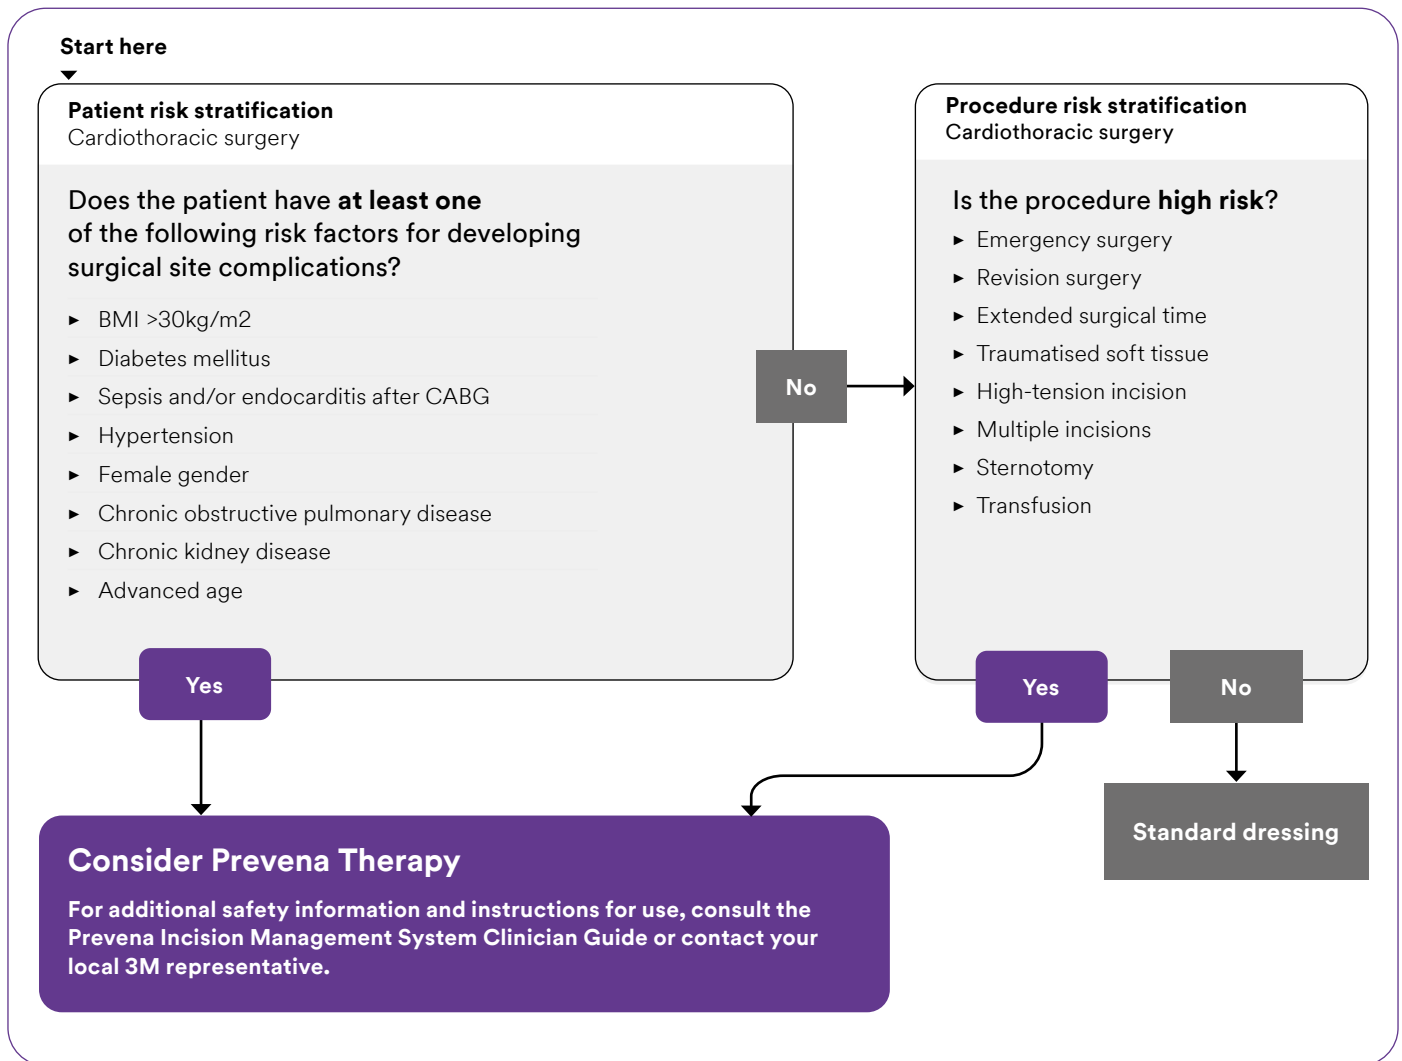 Start here
Patient risk stratification
Cardiothoracic surgery
Does the patient have at least one
of the following risk factors for developing
surgical site complications?
► BMI >30kg/m2
► Diabetes mellitus
► Sepsis and/or endocarditis after CABG
► Hypertension
► Female gender
► Chronic obstructive pulmonary disease
► Chronic kidney disease
► Advanced age
No
Yes
Procedure risk stratification
Cardiothoracic surgery
Is the procedure high risk?
► Emergency surgery
► Revision surgery
► Extended surgical time
► Traumatised soft tissue
► High-tension incision
► Multiple incisions
► Sternotomy
► Transfusion
Yes
No
Standard dressing
Consider Prevena Therapy
For additional safety information and instructions for use, consult the
Prevena Incision Management System Clinician Guide or contact your
local 3M representative.